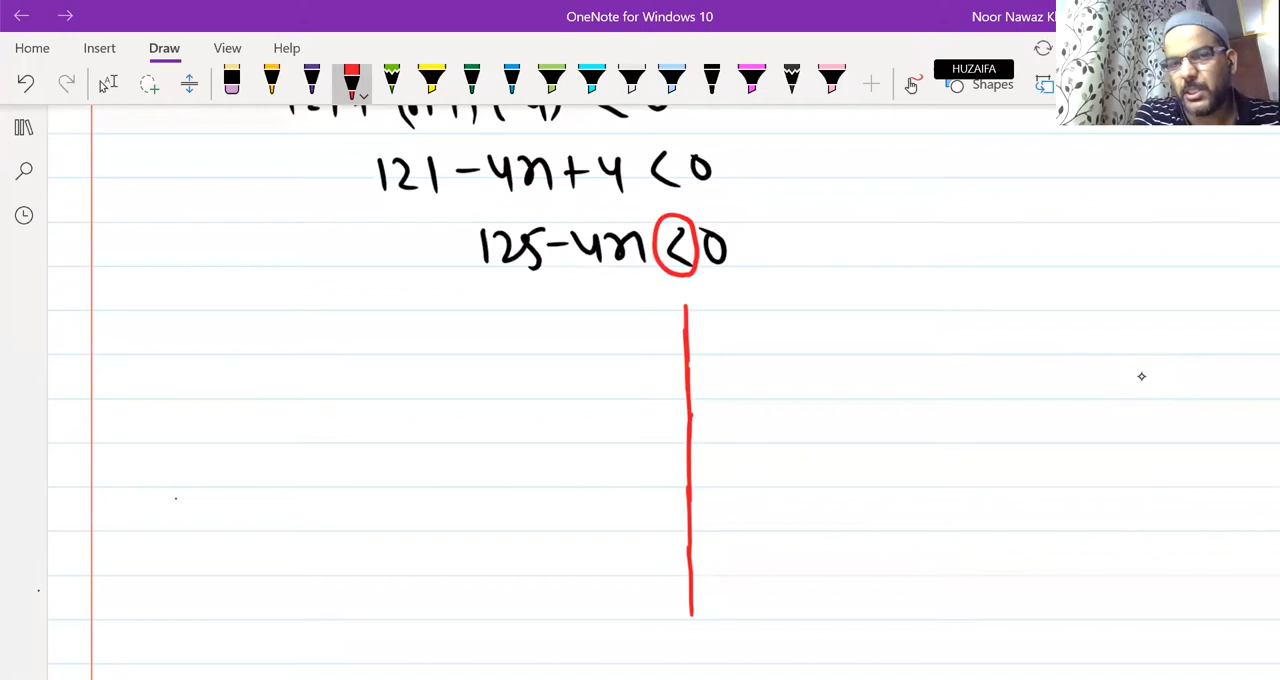 OneNote for Windows 10
Noor Nawaz
Home Insert Draw View Help
HUZAIFA
Shapes
121 - 4n + 4 < 0
125 - 4n < 0